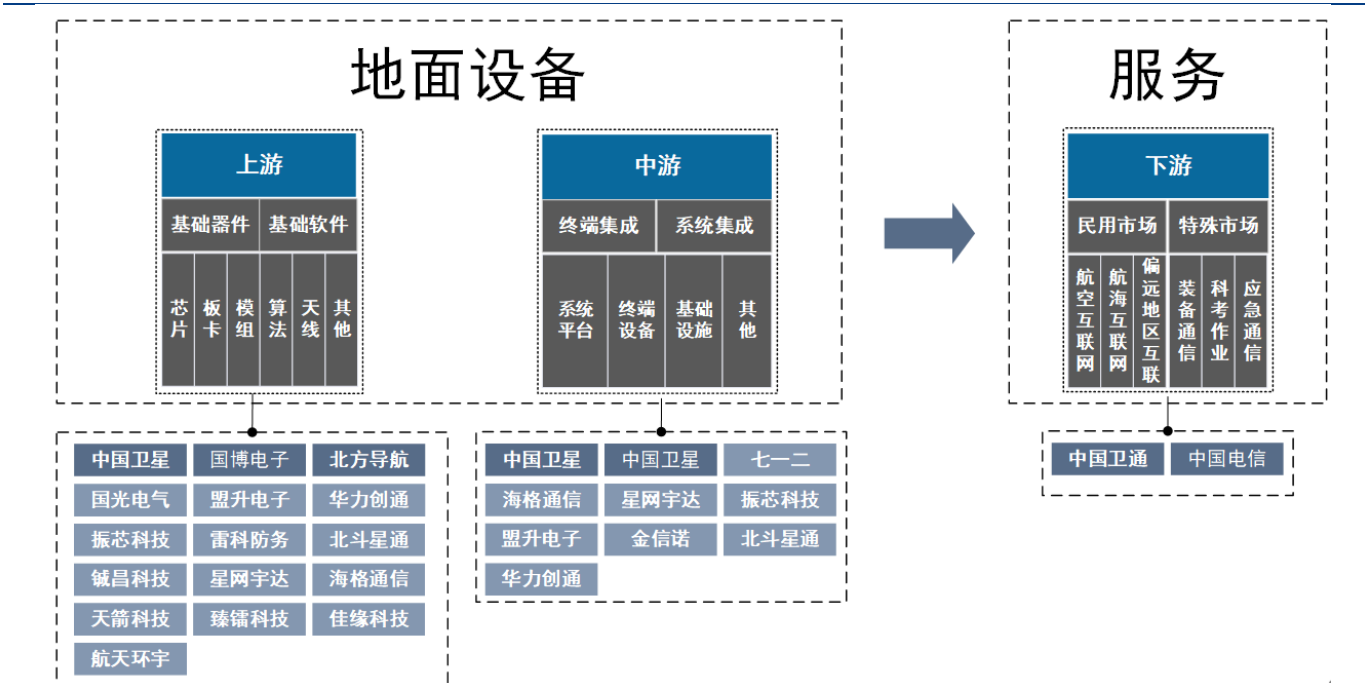 地面设备
服务
上游
基础器件
基础软件
芯片
板卡
模组
算法
天线
其他
中游
终端集成
系统集成
系统
平台
终端
设备
基础
设施
其他
下游
民用市场
特殊市场
航空互联网
航海互联网
偏远地区互联
装备通信
科考作业
应急通信
中国卫星
国博电子
北方导航
国光电气
盟升电子
华力创通
振芯科技
雷科防务
北斗星通
铖昌科技
星网宇达
海格通信
天箭科技
臻镭科技
佳缘科技
航天环宇
中国卫星
中国卫星
七一二
海格通信
星网宇达
振芯科技
盟升电子
金信诺
北斗星通
华力创通
中国卫通
中国电信